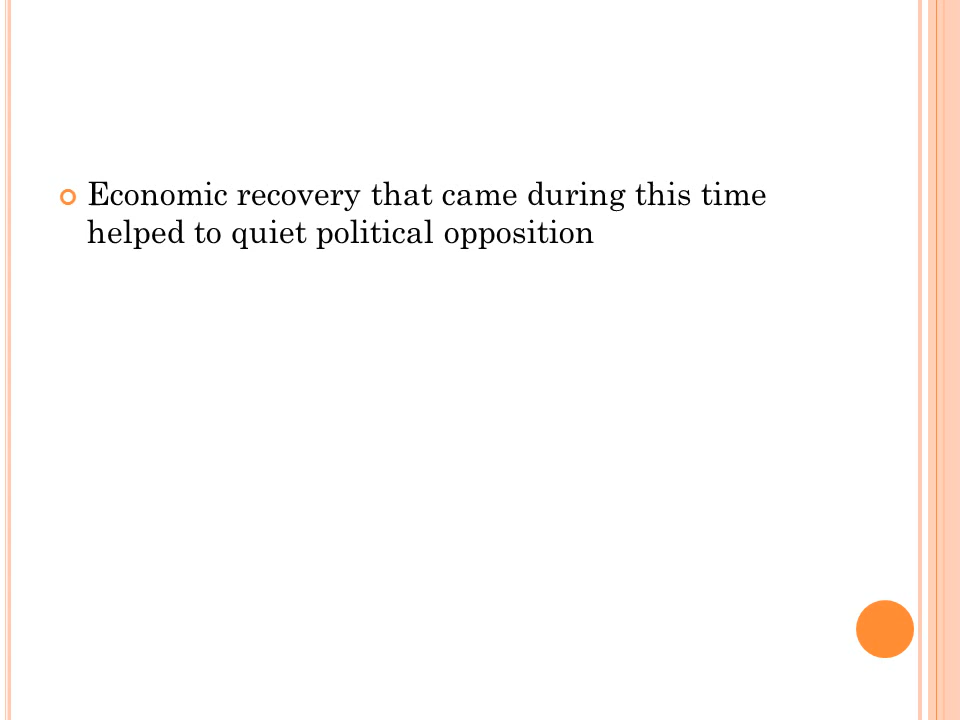 Economic recovery that came during this time
helped to quiet political opposition